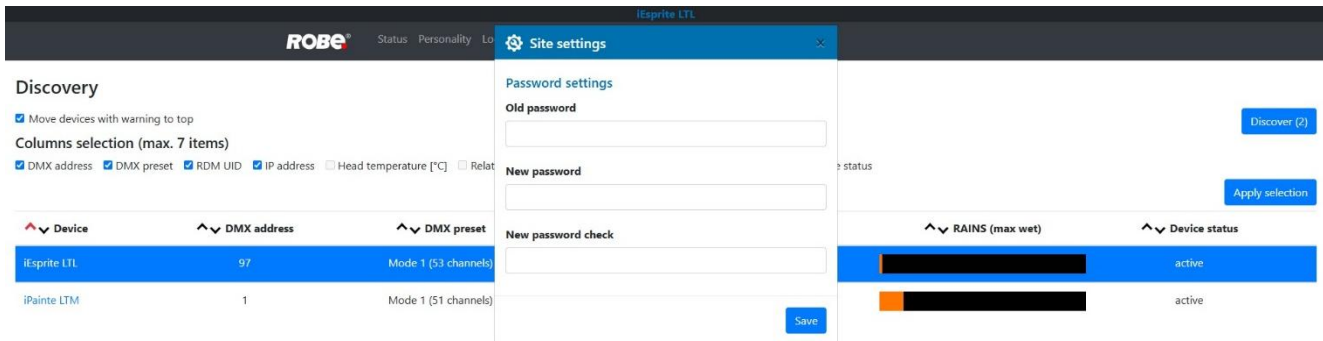 iEsprite LTL
ROBE® Status Personality Lo
Site settings ×
Discovery
Move devices with warning to top
Columns selection (max. 7 items)
DMX address DMX preset RDM UID IP address Head temperature [°C] Relat
e status
Discover (2)
Apply selection
Password settings
Old password
New password
New password check
Save
Device DMX address DMX preset RAINS (max wet) Device status
iEsprite LTL 97 Mode 1 (53 channels) active
iPainte LTM 1 Mode 1 (51 channels) active